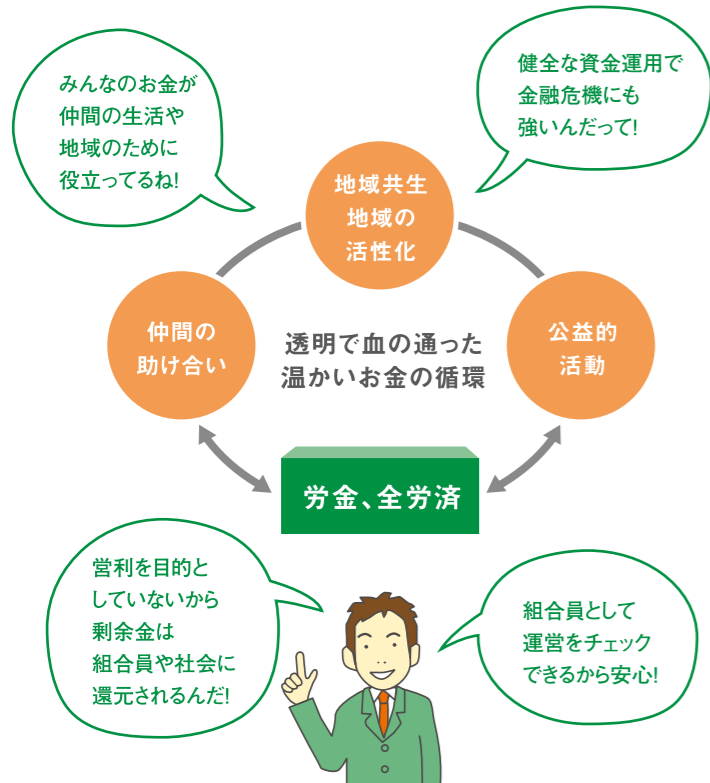 みんなのお金が
仲間の生活や
地域のために
役立ってるね!
健全な資金運用で
金融危機にも
強いんだって!
地域共生
地域の
活性化
仲間の
助け合い
透明で血の通った
温かいお金の循環
公益的
活動
労金、全労済
営利を目的と
していないから
剰余金は
組合員や社会に
還元されるんだ!
組合員として
運営をチェック
できるから安心!